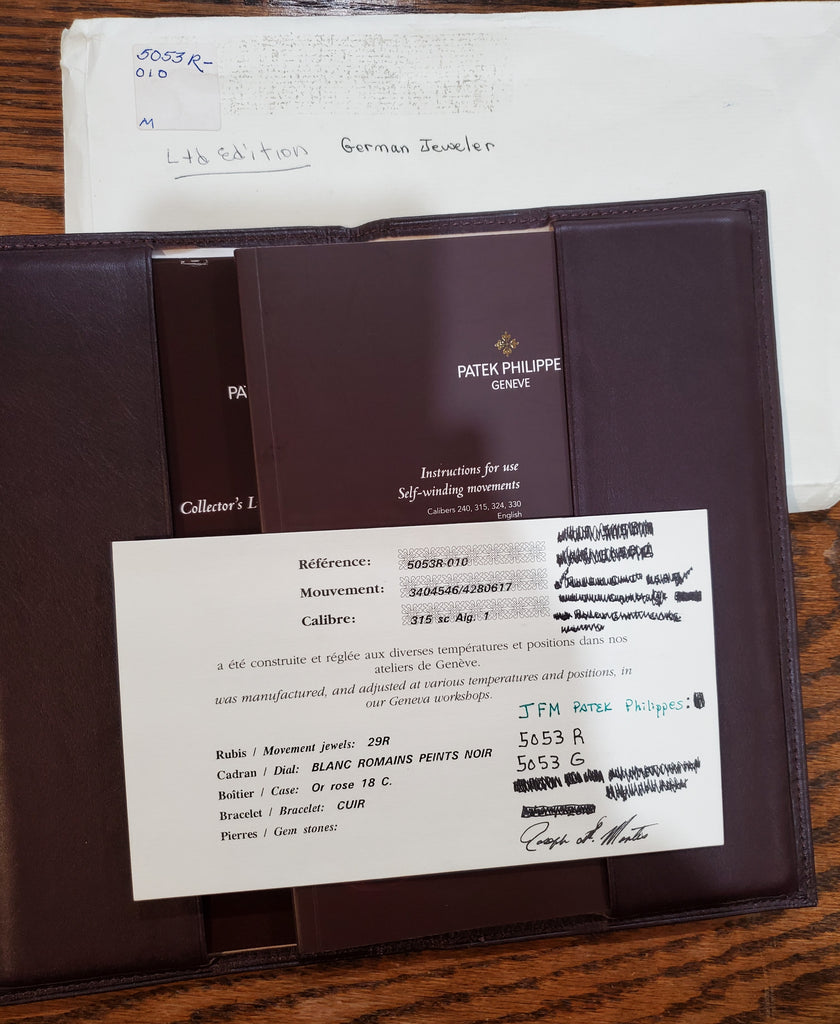 5053R-
010
M
Ltd Edition German Jeweler
PA
PATEK PHILIPPE
GENEVE
Instructions for use
Self-winding movements
Collector's L
Calibers 240, 315, 324, 330
English
Référence: 5053R-010
Mouvement: 3404546/4280617
Calibre: 315 sc Aig. 1
a été construite et réglée aux diverses températures et positions dans nos
ateliers de Genève.
was manufactured, and adjusted at various temperatures and positions, in
our Geneva workshops.
JFM PATEK Philippes:
5053 R
5053 G
Rubis / Movement jewels: 29R
Cadran / Dial: BLANC ROMAINS PEINTS NOIR
Boîtier / Case: Or rose 18 C.
Bracelet / Bracelet: CUIR
Pierres / Gem stones:
Joseph